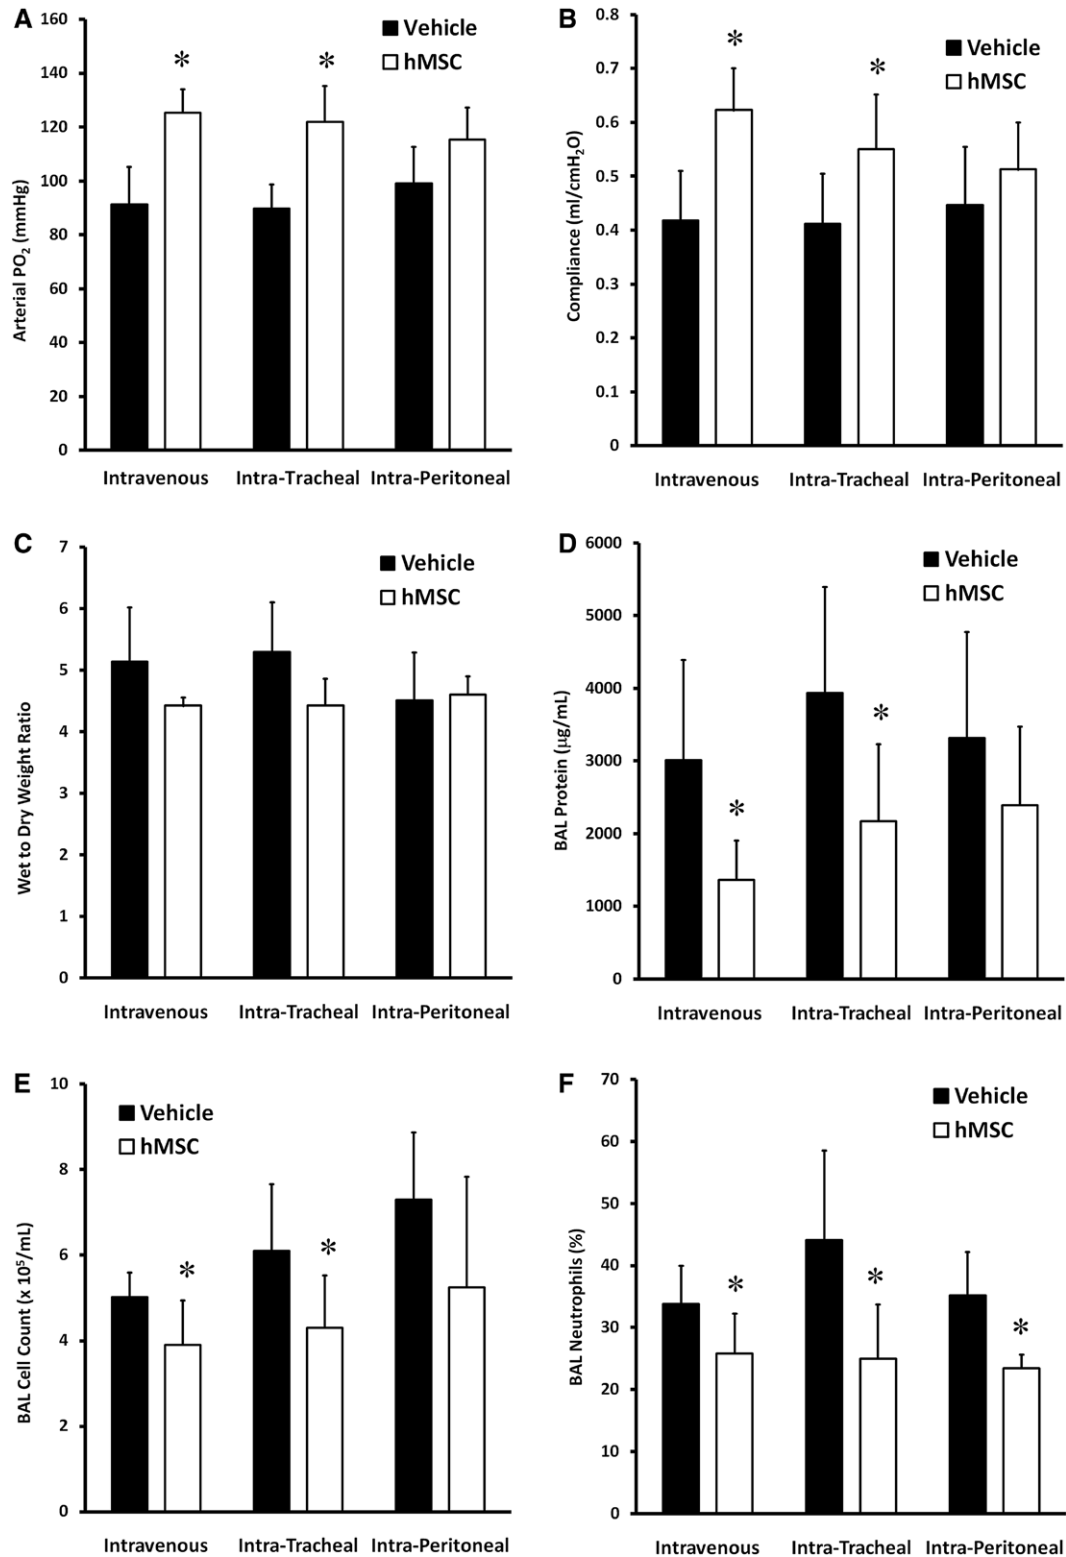 A
160
140
120
100
80
60
40
20
0
Arterial PO₂ (mmHg)
Vehicle
hMSC
*
*
Intravenous Intra-Tracheal Intra-Peritoneal
B
0.8
0.7
0.6
0.5
0.4
0.3
0.2
0.1
0
Compliance (ml/cmH₂O)
Vehicle
hMSC
*
*
Intravenous Intra-Tracheal Intra-Peritoneal
C
7
6
5
4
3
2
1
0
Wet to Dry Weight Ratio
Vehicle
hMSC
Intravenous Intra-Tracheal Intra-Peritoneal
D
6000
5000
4000
3000
2000
1000
0
BAL Protein (µg/mL)
Vehicle
hMSC
*
*
Intravenous Intra-Tracheal Intra-Peritoneal
E
10
8
6
4
2
0
BAL Cell Count (x 10⁵/mL)
Vehicle
hMSC
*
*
Intravenous Intra-Tracheal Intra-Peritoneal
F
70
60
50
40
30
20
10
0
BAL Neutrophils (%)
Vehicle
hMSC
*
*
*
Intravenous Intra-Tracheal Intra-Peritoneal